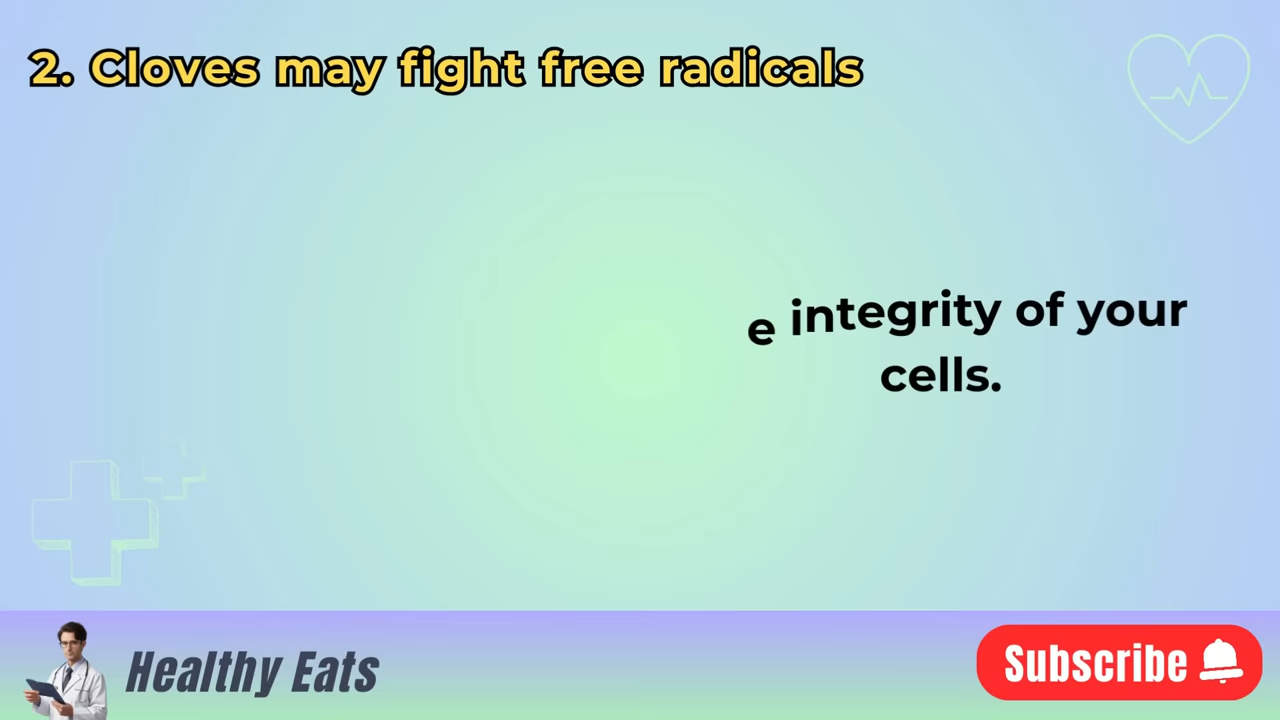 2. Cloves may fight free radicals
e integrity of your
cells.
Healthy Eats
Subscribe